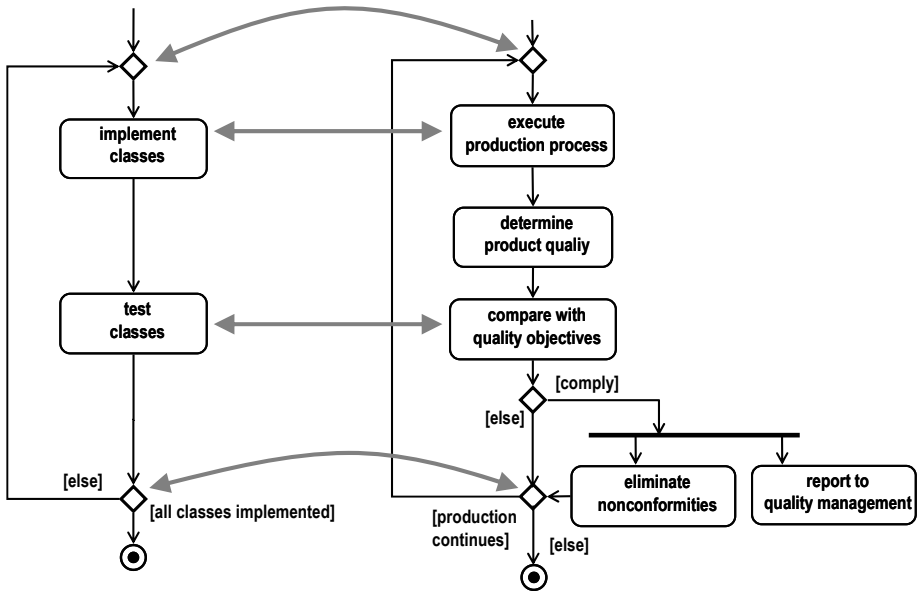 implement
classes
test
classes
[else]
[all classes implemented]
execute
production process
determine
product qualiy
compare with
quality objectives
[comply]
[else]
eliminate
nonconformities
report to
quality management
[production
continues]
[else]